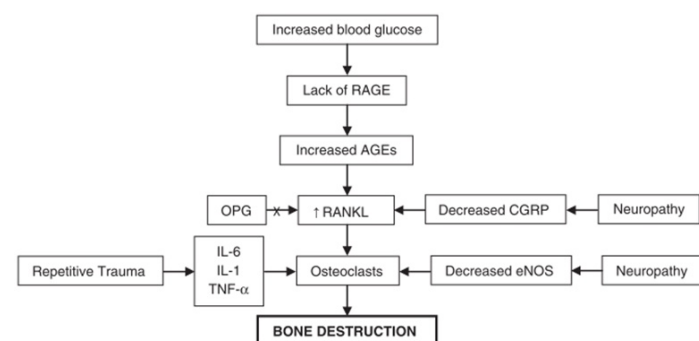 Increased blood glucose
Lack of RAGE
Increased AGEs
OPG x ↑RANKL Decreased CGRP Neuropathy
IL-6
Repetitive Trauma IL-1 Osteoclasts Decreased eNOS Neuropathy
TNF-α
BONE DESTRUCTION